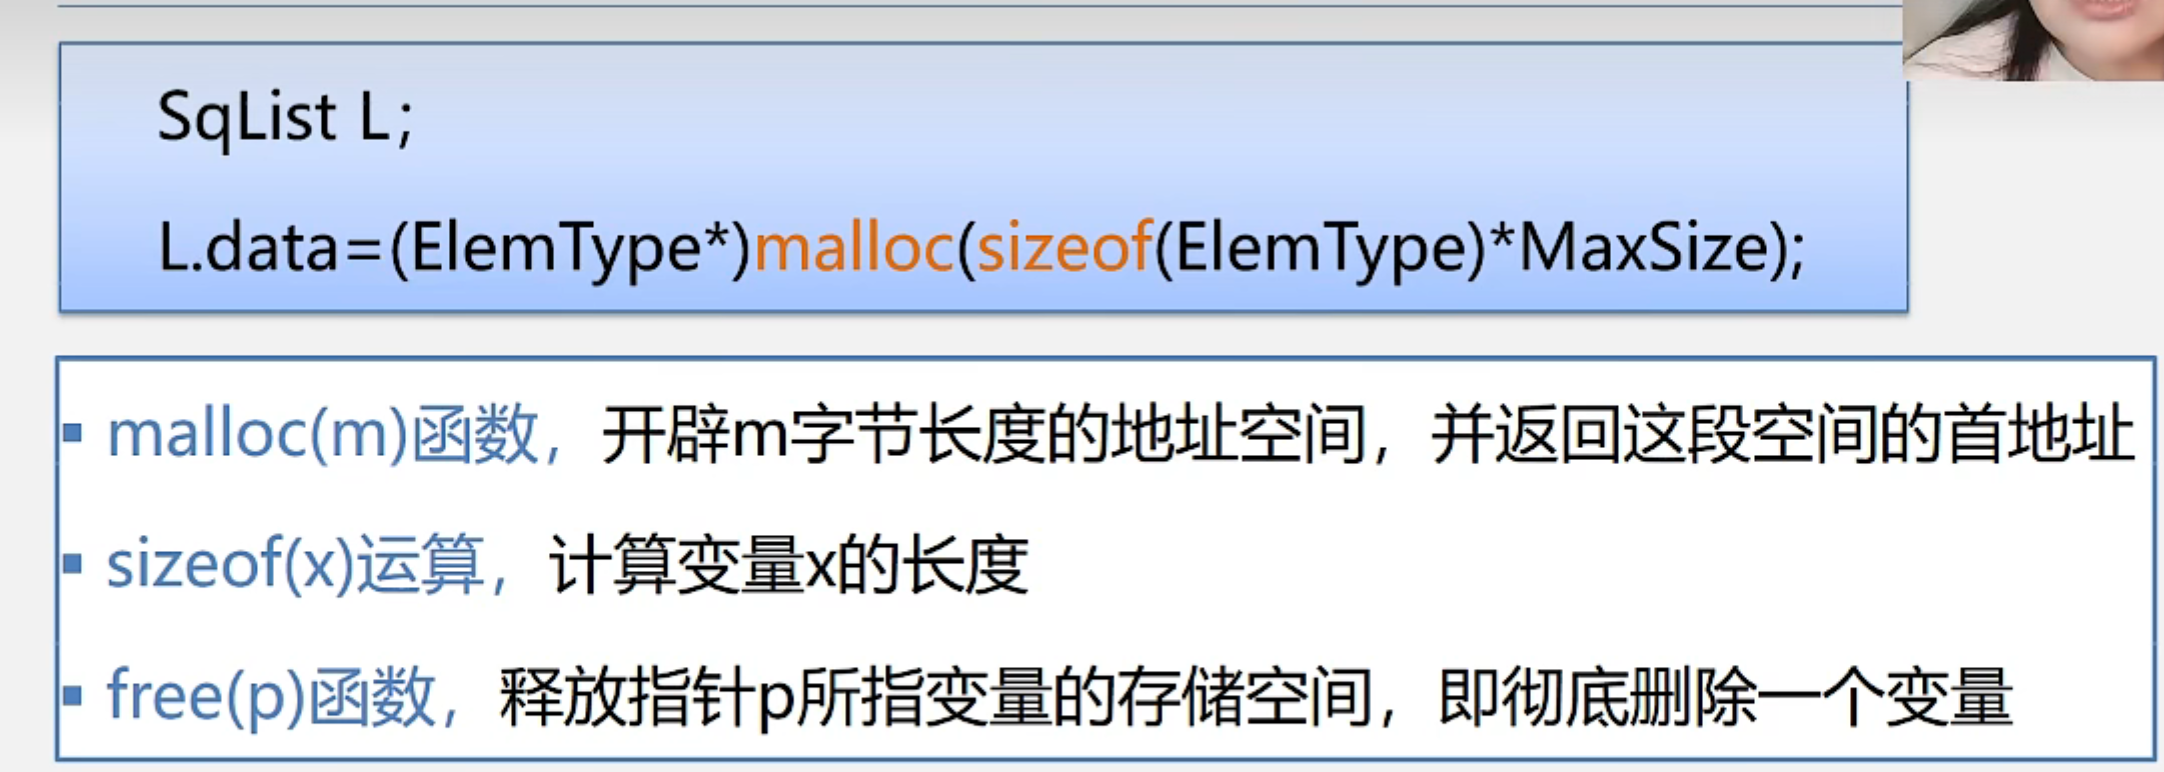 SqList L;
L.data=(ElemType*)malloc(sizeof(ElemType)*MaxSize);
malloc(m)函数，开辟m字节长度的地址空间，并返回这段空间的首地址
sizeof(x)运算，计算变量x的长度
free(p)函数，释放指针p所指变量的存储空间，即彻底删除一个变量